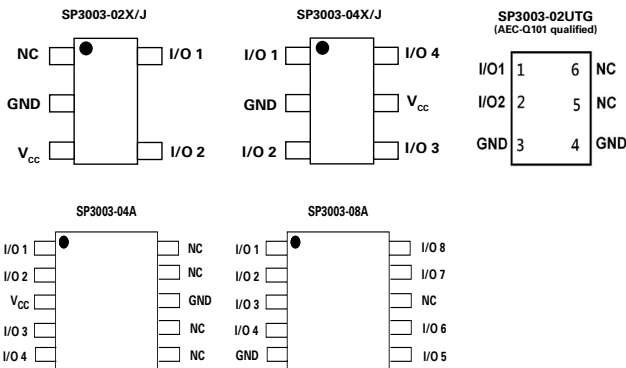 SP3003-02X/J
NC
I/O 1
GND
VCC
I/O 2
SP3003-04X/J
I/O 1
I/O 4
GND
VCC
I/O 2
I/O 3
SP3003-02UTG
(AEC-Q101 qualified)
I/O1 1 6 NC
I/O2 2 5 NC
GND 3 4 GND
SP3003-04A
I/O 1 NC
I/O 2 NC
VCC GND
I/O 3 NC
I/O 4 NC
SP3003-08A
I/O 1 I/O 8
I/O 2 I/O 7
I/O 3 NC
I/O 4 I/O 6
GND I/O 5